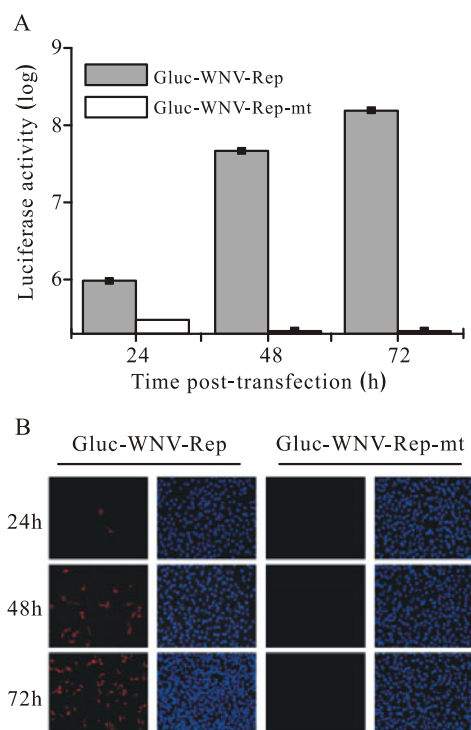 A
Luciferase activity (log)
9
8
7
6
Gluc-WNV-Rep
Gluc-WNV-Rep-mt
24 48 72
Time post-transfection (h)
B
Gluc-WNV-Rep Gluc-WNV-Rep-mt
24h
48h
72h